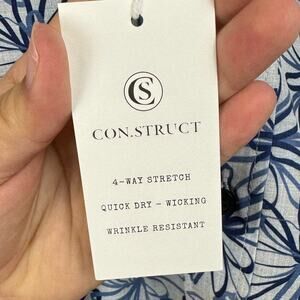 CS
CON.STRUCT
4-WAY STRETCH
QUICK DRY - WICKING
WRINKLE RESISTANT